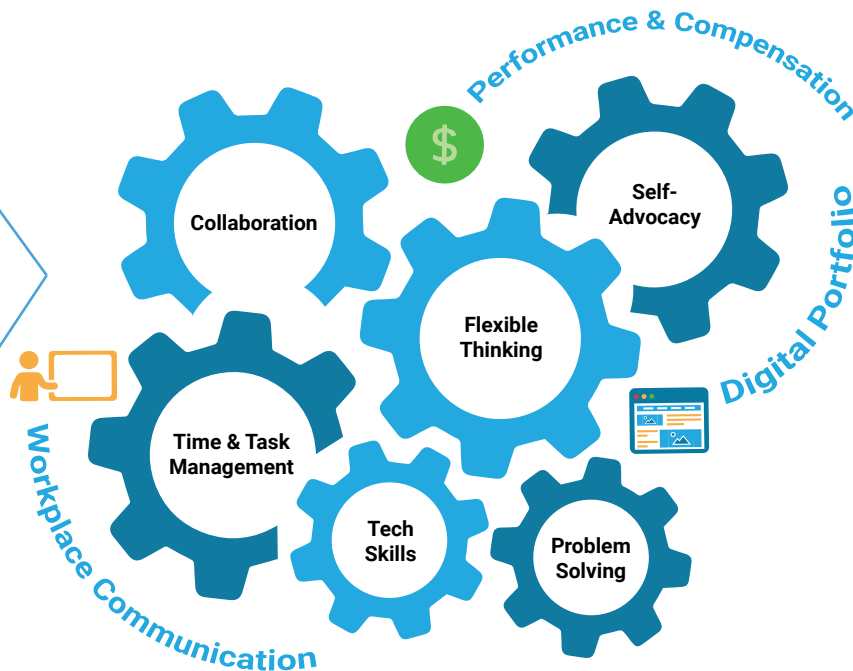 Performance & Compensation
$
Self-
Advocacy
Collaboration
Digital Portfolio
Flexible
Thinking
Time & Task
Management
Workplace Communication
Tech
Skills
Problem
Solving